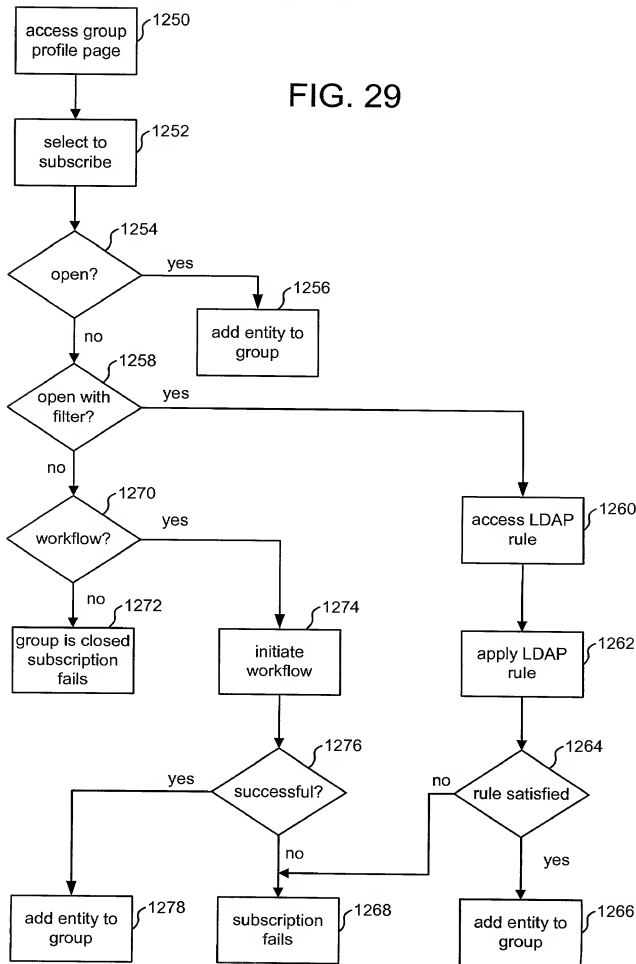 access group
profile page
1250
FIG. 29
select to
subscribe
1252
open?
1254
yes
no
add entity to
group
1256
open with
filter?
1258
yes
no
access LDAP
rule
1260
workflow?
1270
yes
no
group is closed
subscription
fails
1272
initiate
workflow
1274
apply LDAP
rule
1262
successful?
1276
yes
no
rule satisfied
1264
no
yes
add entity to
group
1278
subscription
fails
1268
add entity to
group
1266